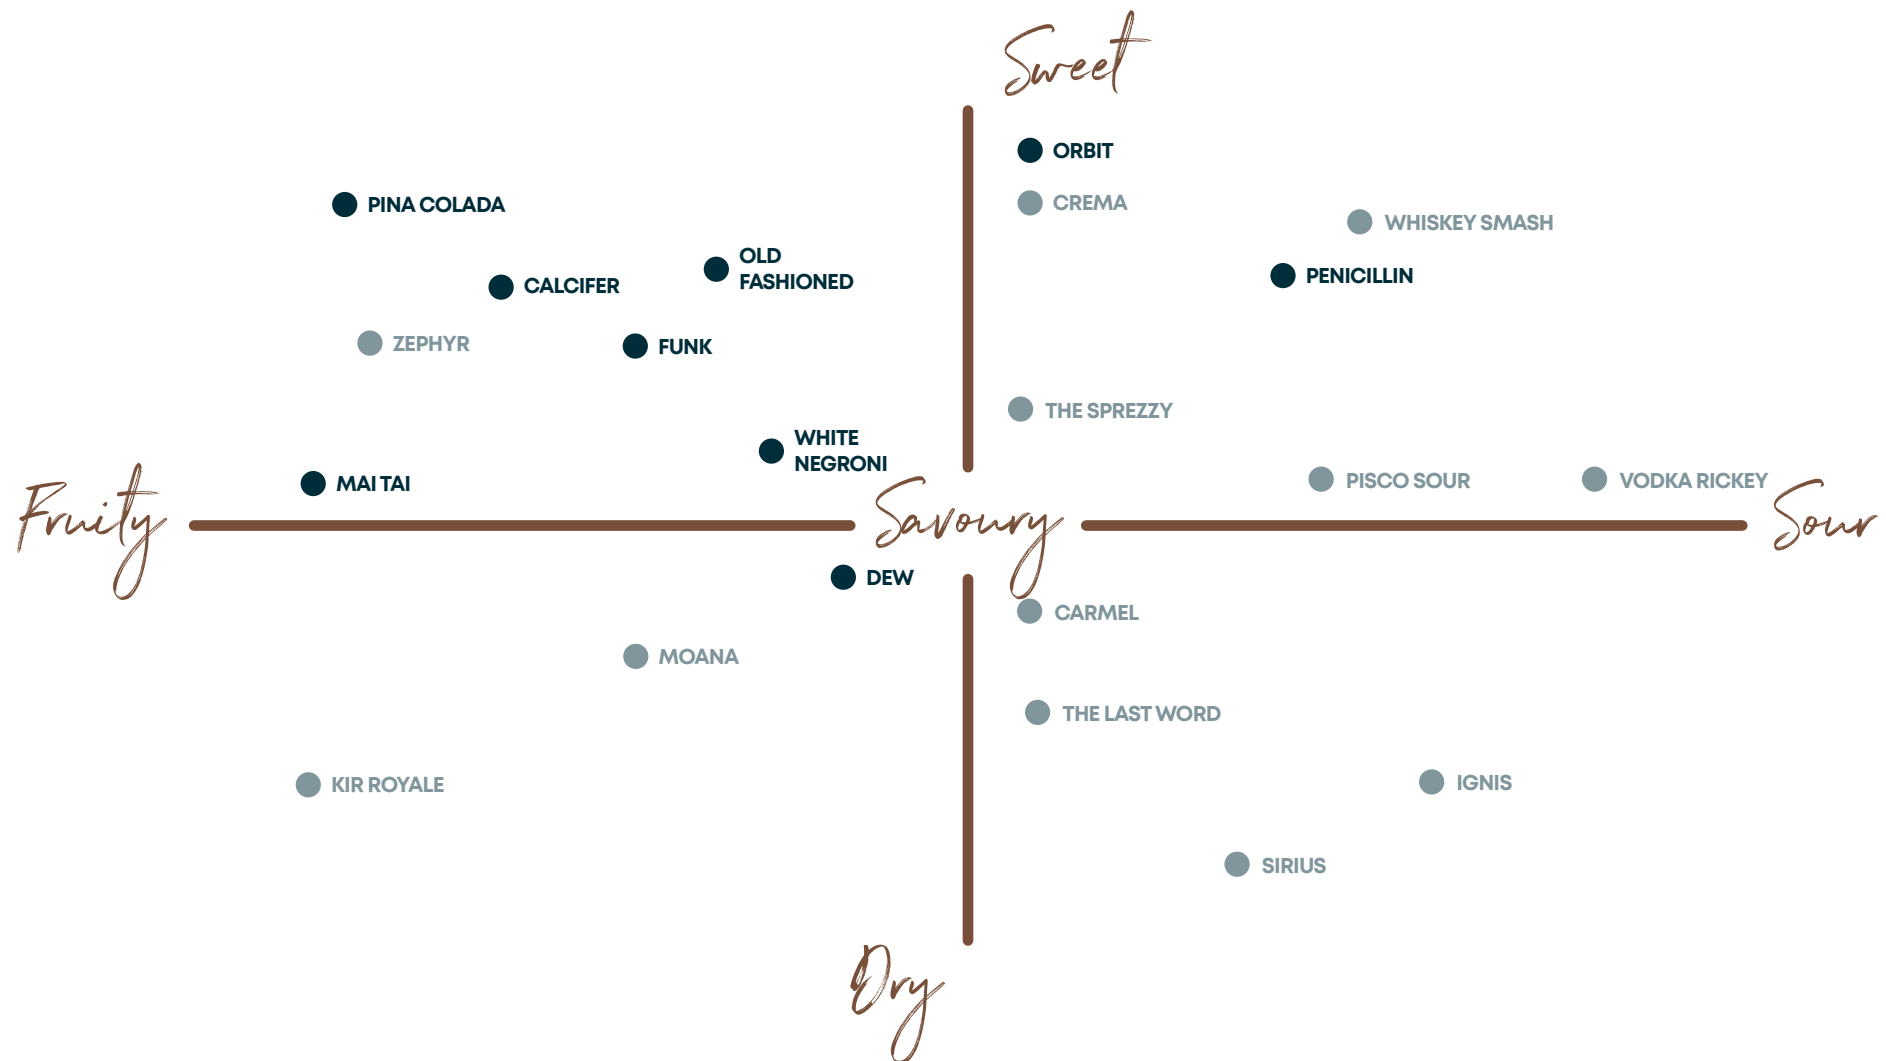 Sweet
ORBIT
PINA COLADA
CREMA
WHISKEY SMASH
OLD
FASHIONED
CALCIFER
PENICILLIN
ZEPHYR
FUNK
THE SPREZZY
WHITE
NEGRONI
MAI TAI
PISCO SOUR
VODKA RICKEY
Fruity
Savoury
Sour
DEW
CARMEL
MOANA
THE LAST WORD
KIR ROYALE
IGNIS
SIRIUS
Dry